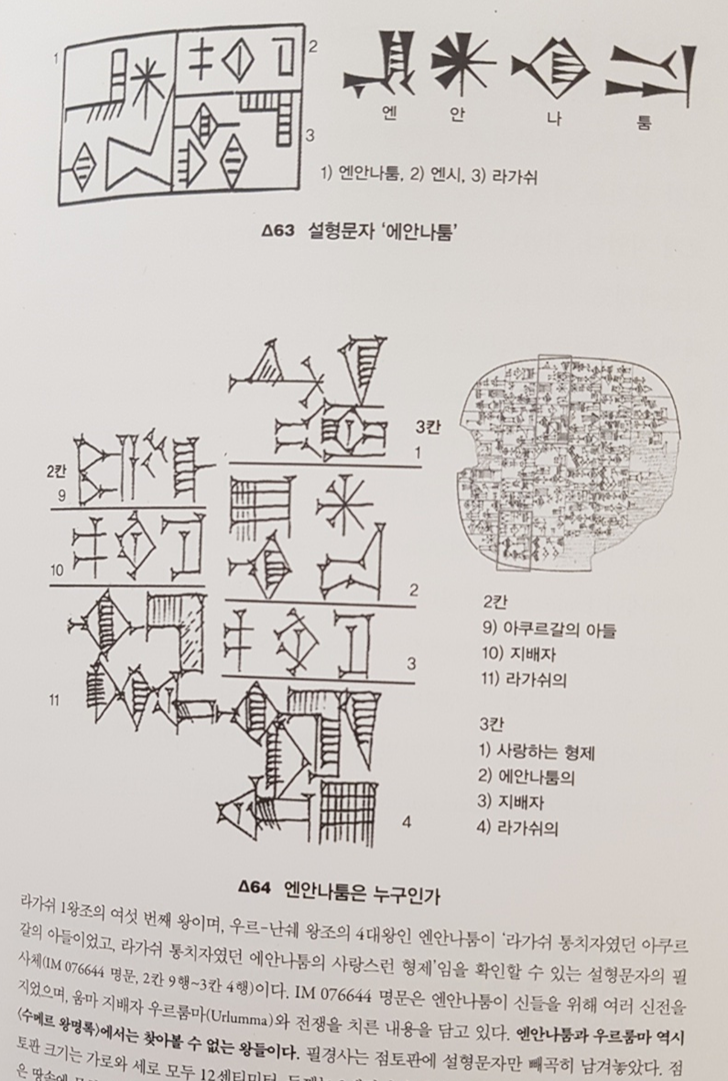 1
2
3
엔 안 나 툼
1) 엔안나툼, 2) 엔시, 3) 라가쉬
Δ63 설형문자 '에안나툼'
2칸
9
10
11
3칸
1
2
3
4
2칸
9) 아쿠르갈의 아들
10) 지배자
11) 라가쉬의
3칸
1) 사랑하는 형제
2) 에안나툼의
3) 지배자
4) 라가쉬의
Δ64 엔안나툼은 누구인가
라가쉬 1왕조의 여섯 번째 왕이며, 우르-난쉐 왕조의 4대왕인 엔안나툼이 '라가쉬 통치자였던 아쿠르
갈의 아들이었고, 라가쉬 통치자였던 에안나툼의 사랑스런 형제'임을 확인할 수 있는 설형문자의 필
사체(IM 076644 명문, 2칸 9행~3칸 4행)이다. IM 076644 명문은 엔안나툼이 신들을 위해 여러 신전을
지었으며, 움마 지배자 우르룸마(Urlumma)와 전쟁을 치른 내용을 담고 있다. 엔안나툼과 우르룸마 역시
〈수메르 왕명록〉에서는 찾아볼 수 없는 왕들이다. 필경사는 점토판에 설형문자만 빼곡히 남겨놓았다. 점
토판 크기는 가로와 세로 모두 12센티미터,
은 땅속에